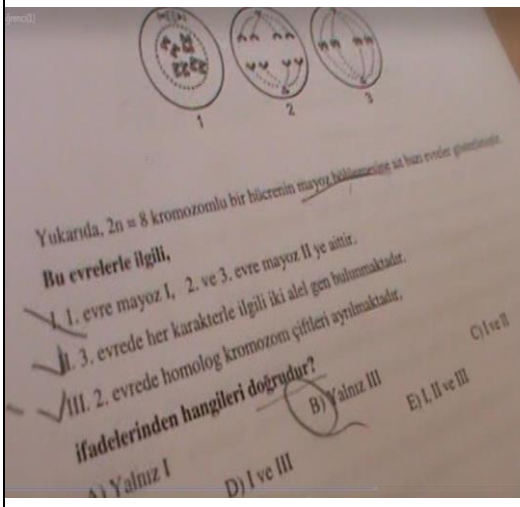 1
2
3
Yukarıda, 2n = 8 kromozomlu bir hücrenin mayoz bölünmesine ait bazı evreler gösterilmiştir.
Bu evrelerle ilgili,
I. 1. evre mayoz I, 2. ve 3. evre mayoz II ye aittir.
II. 3. evrede her karakterle ilgili iki alel gen bulunmaktadır.
III. 2. evrede homolog kromozom çiftleri ayrılmaktadır,
ifadelerinden hangileri doğrudur?
A) Yalnız I
B) Yalnız III
C) I ve II
D) I ve III
E) I, II ve III